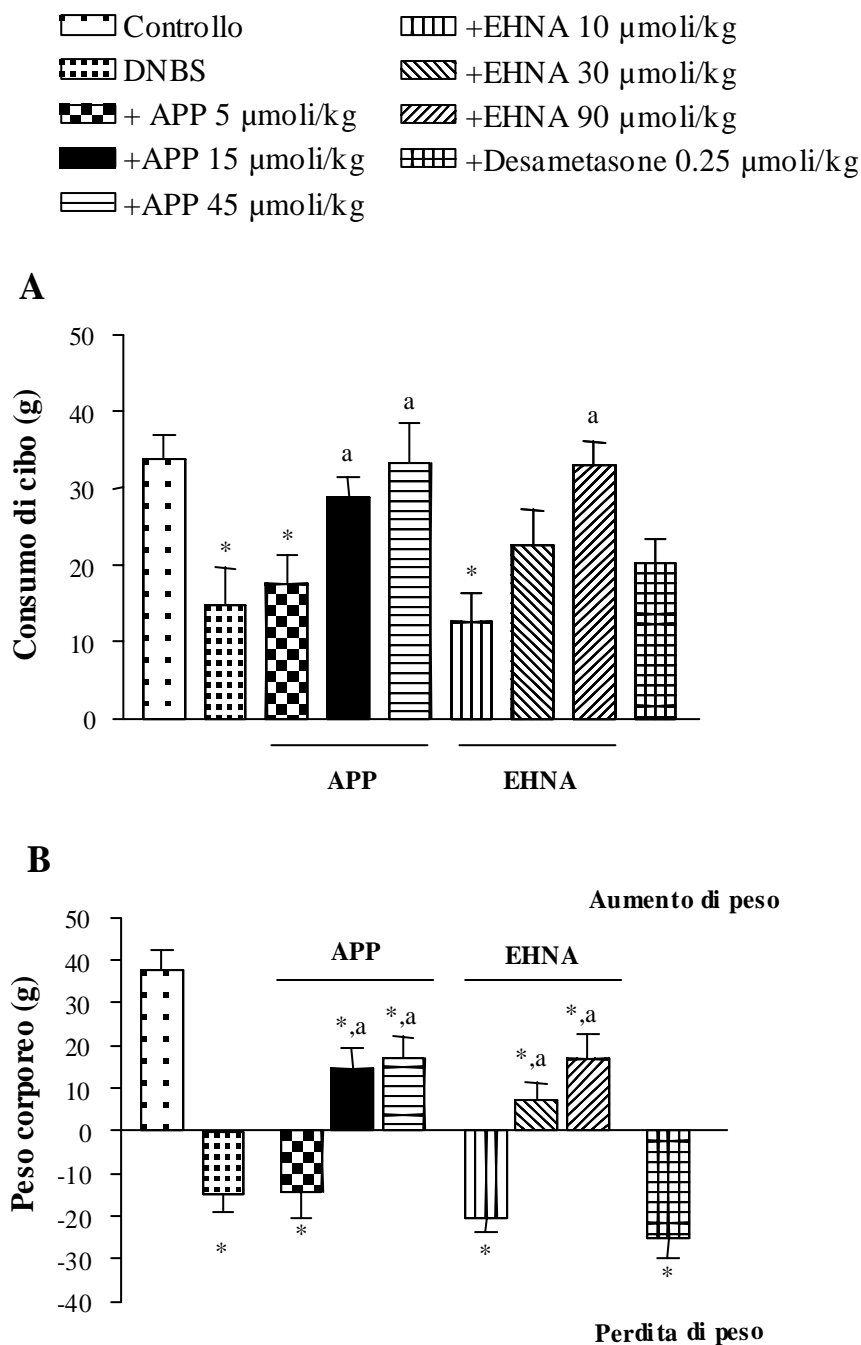 Controllo
DNBS
+ APP 5 µmoli/kg
+APP 15 µmoli/kg
+APP 45 µmoli/kg
+EHNA 10 µmoli/kg
+EHNA 30 µmoli/kg
+EHNA 90 µmoli/kg
+Desametasone 0.25 µmoli/kg
A
Consumo di cibo (g)
50
40
30
20
10
0
*
*
a
a
*
a
APP
EHNA
B
Aumento di peso
Peso corporeo (g)
50
40
30
20
10
0
-10
-20
-30
-40
APP
EHNA
*
*
*,a
*,a
*
*,a
*,a
*
Perdita di peso